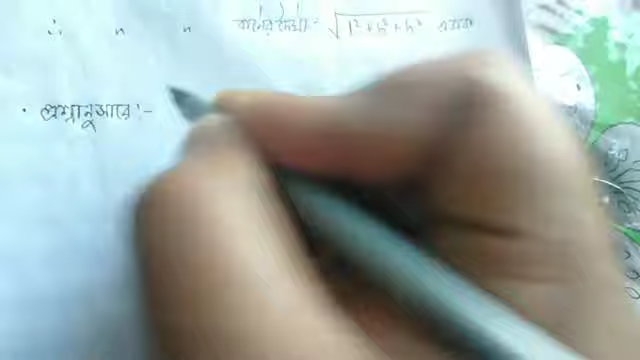 ∴ " " কর্ণের দৈর্ঘ্য:- √l² + b² + h² একক
• প্রশ্নানুসারে:-